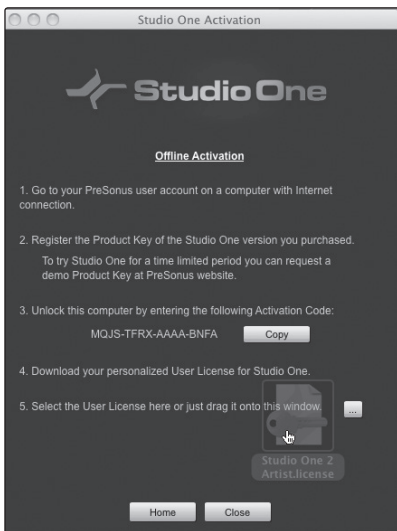 Studio One Activation
Studio One
Offline Activation
1. Go to your PreSonus user account on a computer with Internet
connection.
2. Register the Product Key of the Studio One version you purchased.
To try Studio One for a time limited period you can request a
demo Product Key at PreSonus website.
3. Unlock this computer by entering the following Activation Code:
MQJS-TFRX-AAAA-BNFA
Copy
4. Download your personalized User License for Studio One.
5. Select the User License here or just drag it onto this window.
...
Studio One 2
Artist.license
Home
Close